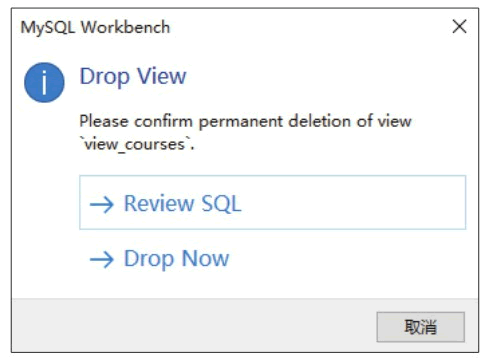 MySQL Workbench
Drop View
Please confirm permanent deletion of view
`view_courses`.
→ Review SQL
→ Drop Now
取消